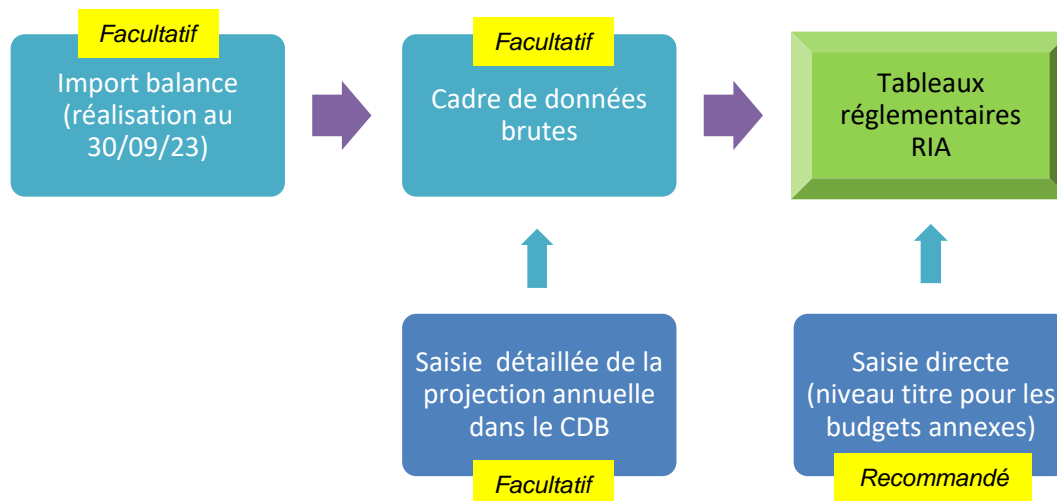 Facultatif
Import balance
(réalisation au
30/09/23)
Facultatif
Cadre de données
brutes
Tableaux
réglementaires
RIA
Saisie détaillée de la
projection annuelle
dans le CDB
Facultatif
Saisie directe
(niveau titre pour les
budgets annexes)
Recommandé